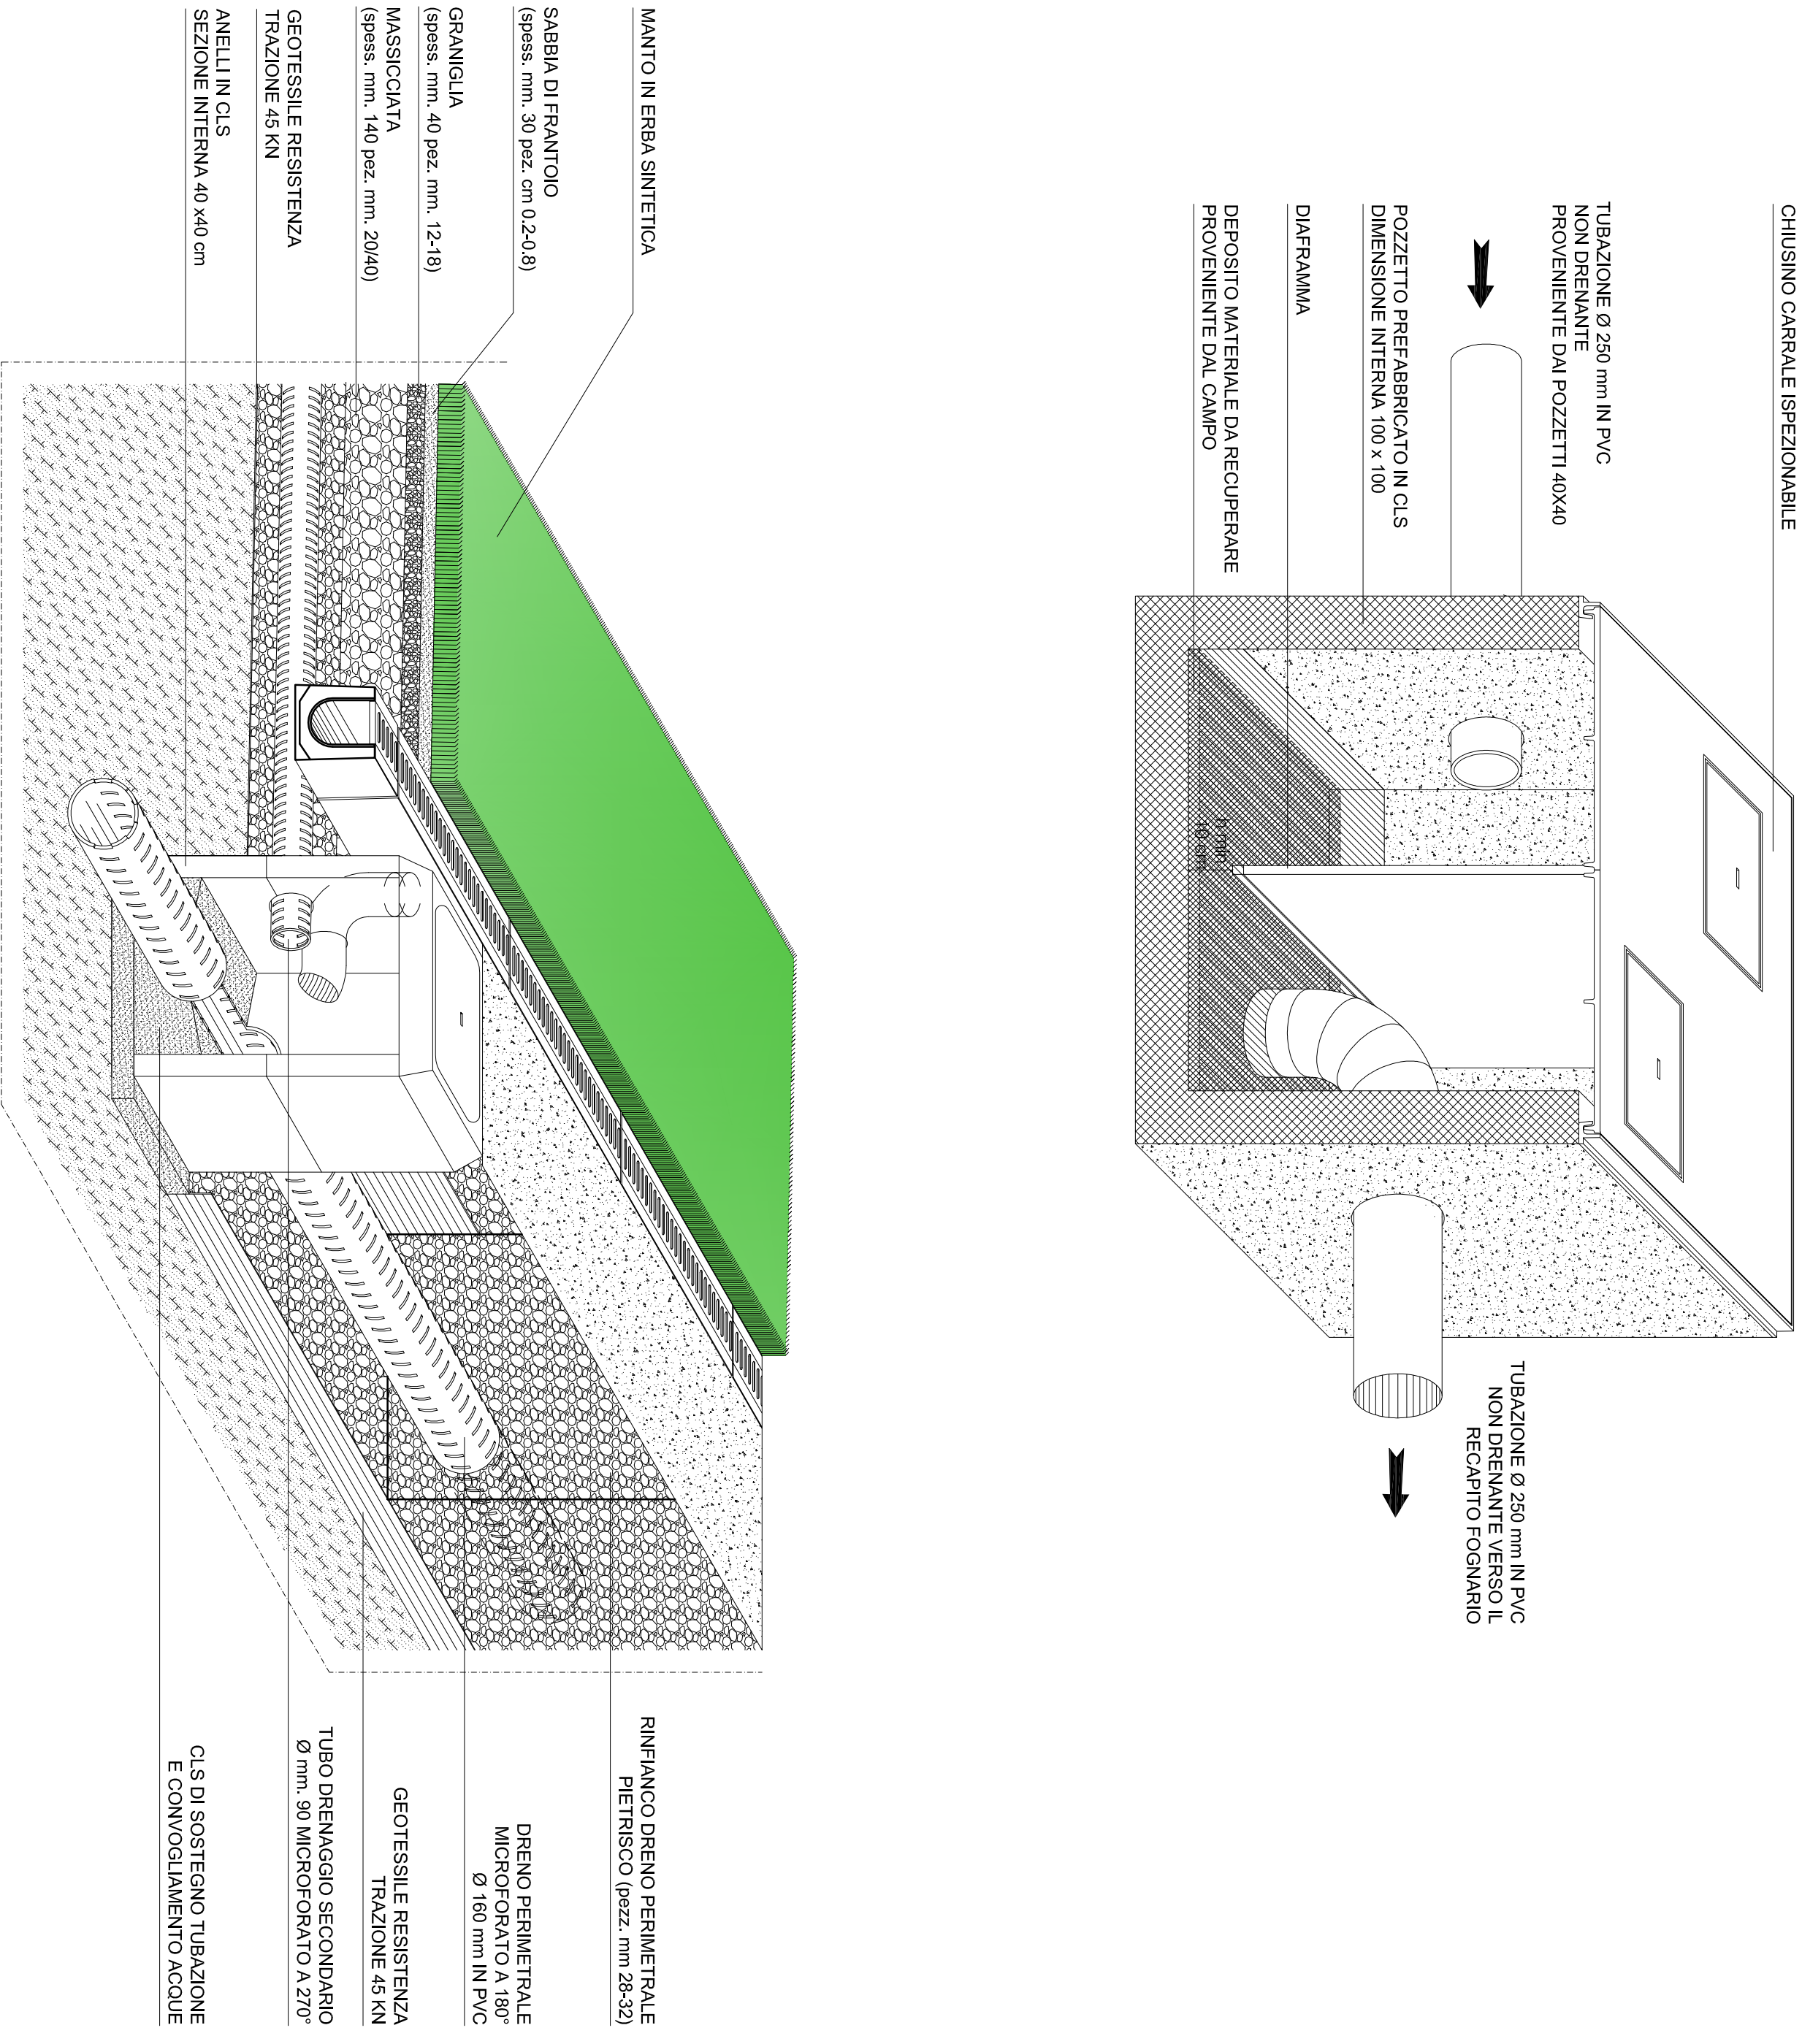 CHIUSINO CARRALE ISPEZIONABILE
TUBAZIONE Ø 250 mm IN PVC
NON DRENANTE
PROVENIENTE DAI POZZETTI 40X40
POZZETTO PREFABBRICATO IN CLS
DIMENSIONE INTERNA 100 x 100
DIAFRAMMA
DEPOSITO MATERIALE DA RECUPERARE
PROVENIENTE DAL CAMPO
h min
10 cm
TUBAZIONE Ø 250 mm IN PVC
NON DRENANTE VERSO IL
RECAPITO FOGNARIO
MANTO IN ERBA SINTETICA
SABBIA DI FRANTOIO
(spess. mm. 30 pez. cm 0.2-0.8)
GRANIGLIA
(spess. mm. 40 pez. mm. 12-18)
MASSICCIATA
(spess. mm. 140 pez. mm. 20/40)
GEOTESSILE RESISTENZA
TRAZIONE 45 KN
ANELLI IN CLS
SEZIONE INTERNA 40 x40 cm
RINFIANCO DRENO PERIMETRALE
PIETRISCO (pezz. mm 28-32)
DRENO PERIMETRALE
MICROFORATO A 180°
Ø 160 mm IN PVC
GEOTESSILE RESISTENZA
TRAZIONE 45 KN
TUBO DRENAGGIO SECONDARIO
Ø mm. 90 MICROFORATO A 270°
CLS DI SOSTEGNO TUBAZIONE
E CONVOGLIAMENTO ACQUE